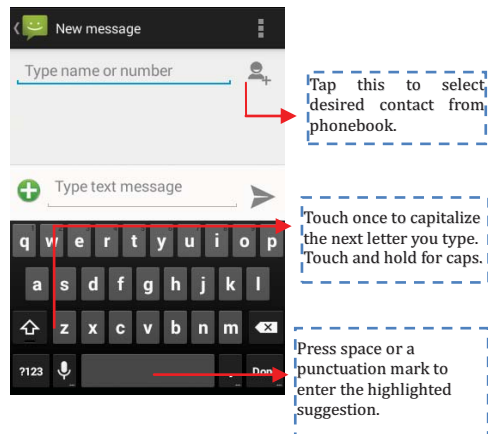 New message
Type name or number
Tap this to select
desired contact from
phonebook.
Type text message
Touch once to capitalize
the next letter you type.
Touch and hold for caps.
q w e r t y u i o p
a s d f g h j k l
z x c v b n m
?123 . Done
Press space or a
punctuation mark to
enter the highlighted
suggestion.